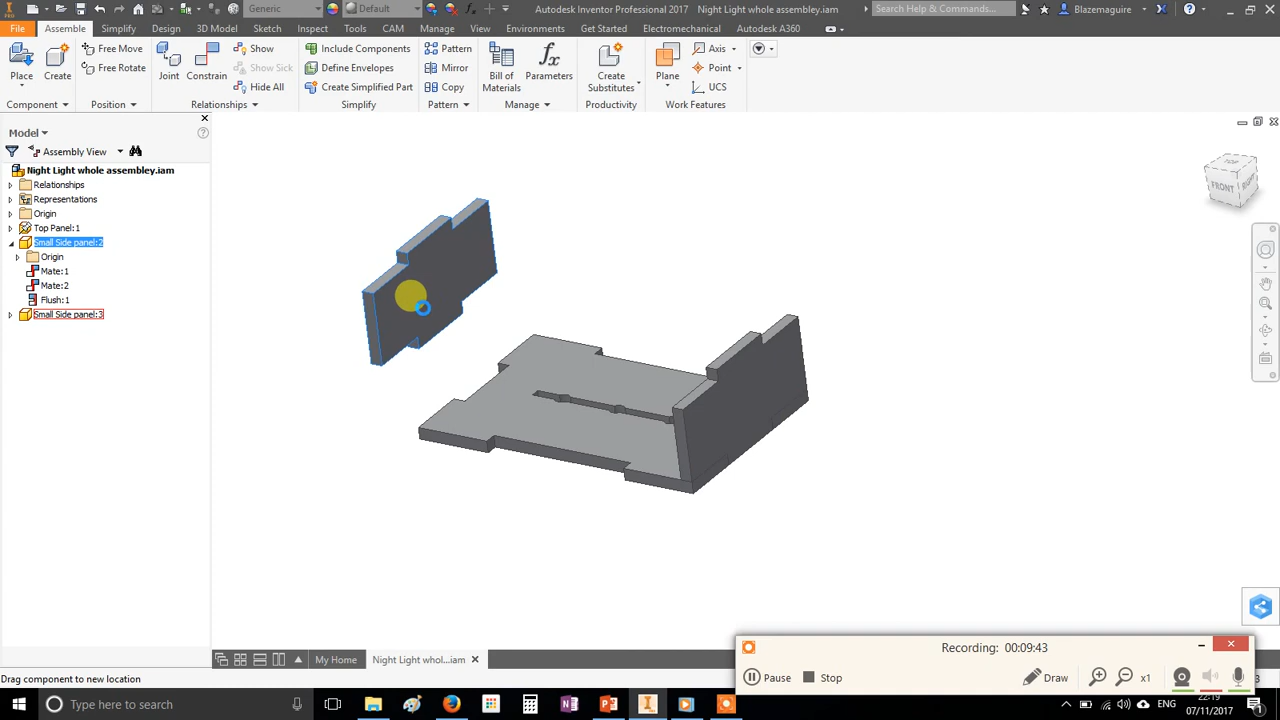 PRO
Generic
Default
Autodesk Inventor Professional 2017 Night Light whole assembley.iam
Search Help & Commands...
Blazemaguire
File
Assemble
Simplify
Design
3D Model
Sketch
Inspect
Tools
CAM
Manage
View
Environments
Get Started
Electromechanical
Autodesk A360
Place
Create
Free Move
Free Rotate
Joint
Constrain
Show
Show Sick
Hide All
Include Components
Define Envelopes
Create Simplified Part
Pattern
Mirror
Copy
Bill of
Materials
Parameters
Create
Substitutes
Plane
Axis
Point
UCS
Component
Position
Relationships
Simplify
Pattern
Manage
Productivity
Work Features
Model
Assembly View
Night Light whole assembley.iam
Relationships
Representations
Origin
Top Panel:1
Small Side panel:2
Origin
Mate:1
Mate:2
Flush:1
Small Side panel:3
FRONT
RIGHT
My Home
Night Light whol...iam
Drag component to new location
Recording: 00:09:43
Pause
Stop
Draw
x1
3
Type here to search
ENG
22:19
07/11/2017